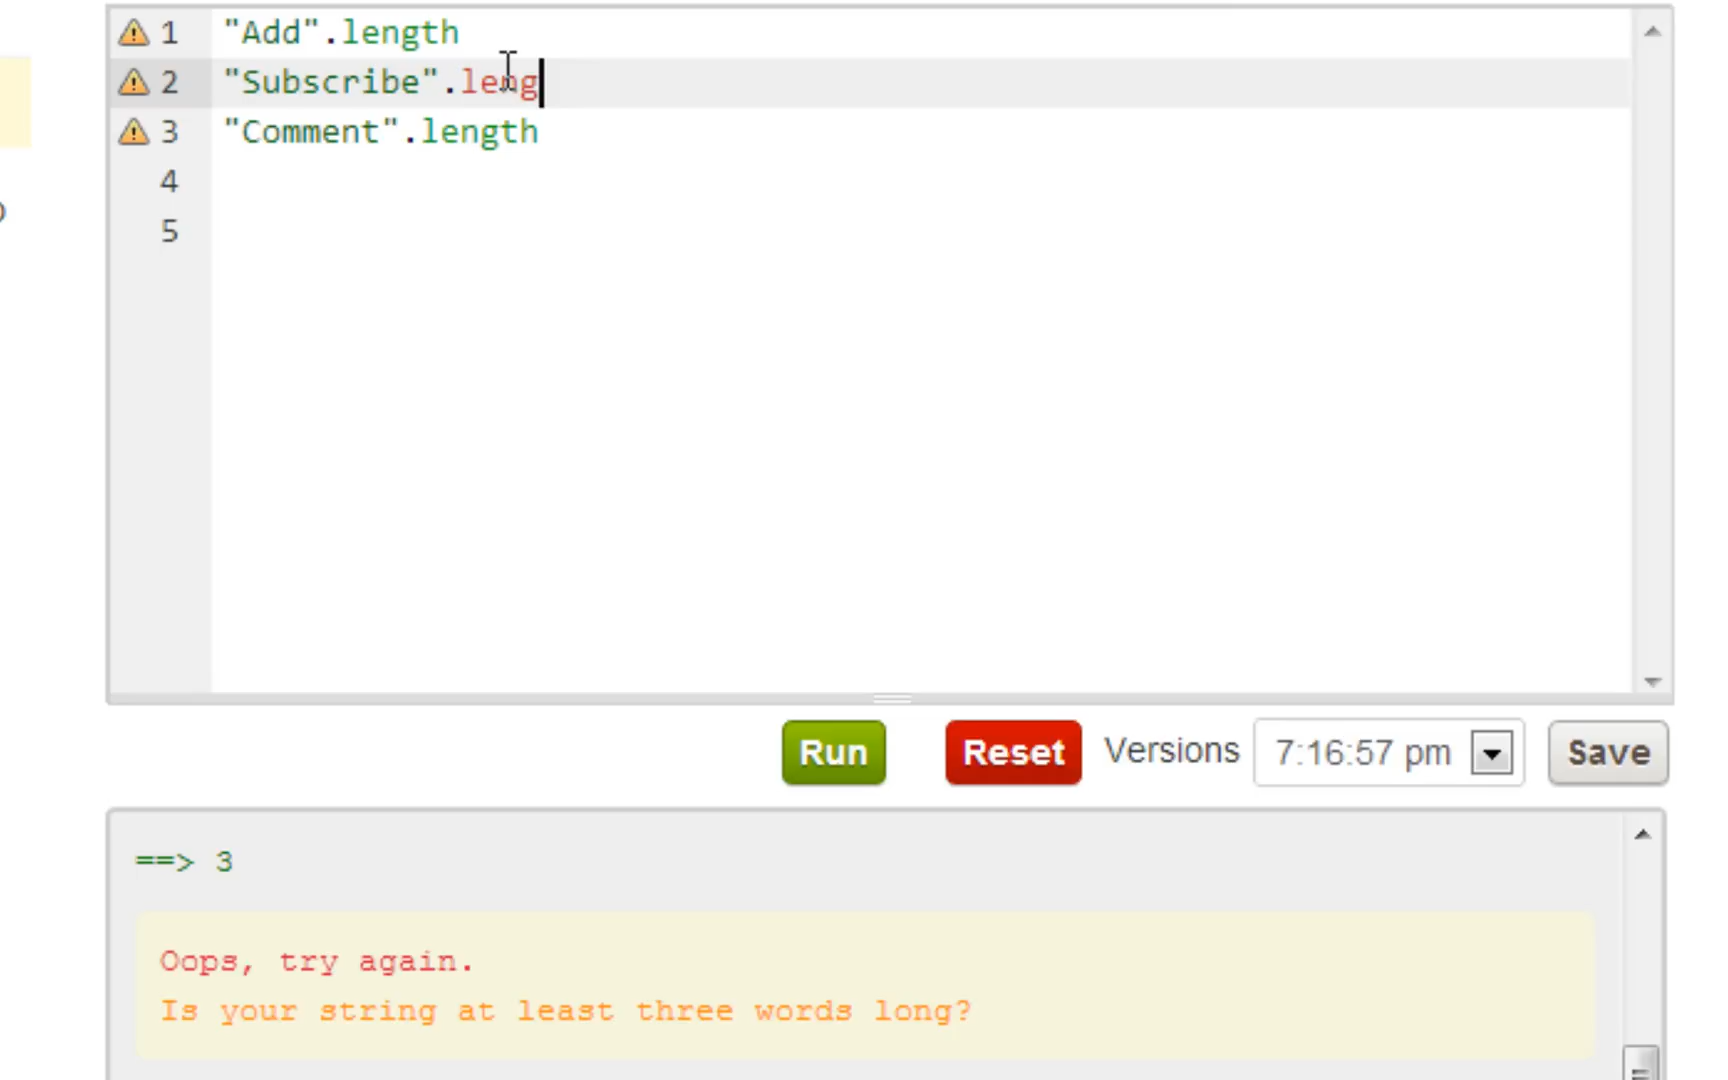 1 "Add".length
2 "Subscribe".leng
3 "Comment".length
4
5
Run Reset Versions 7:16:57 pm Save
==> 3
Oops, try again.
Is your string at least three words long?